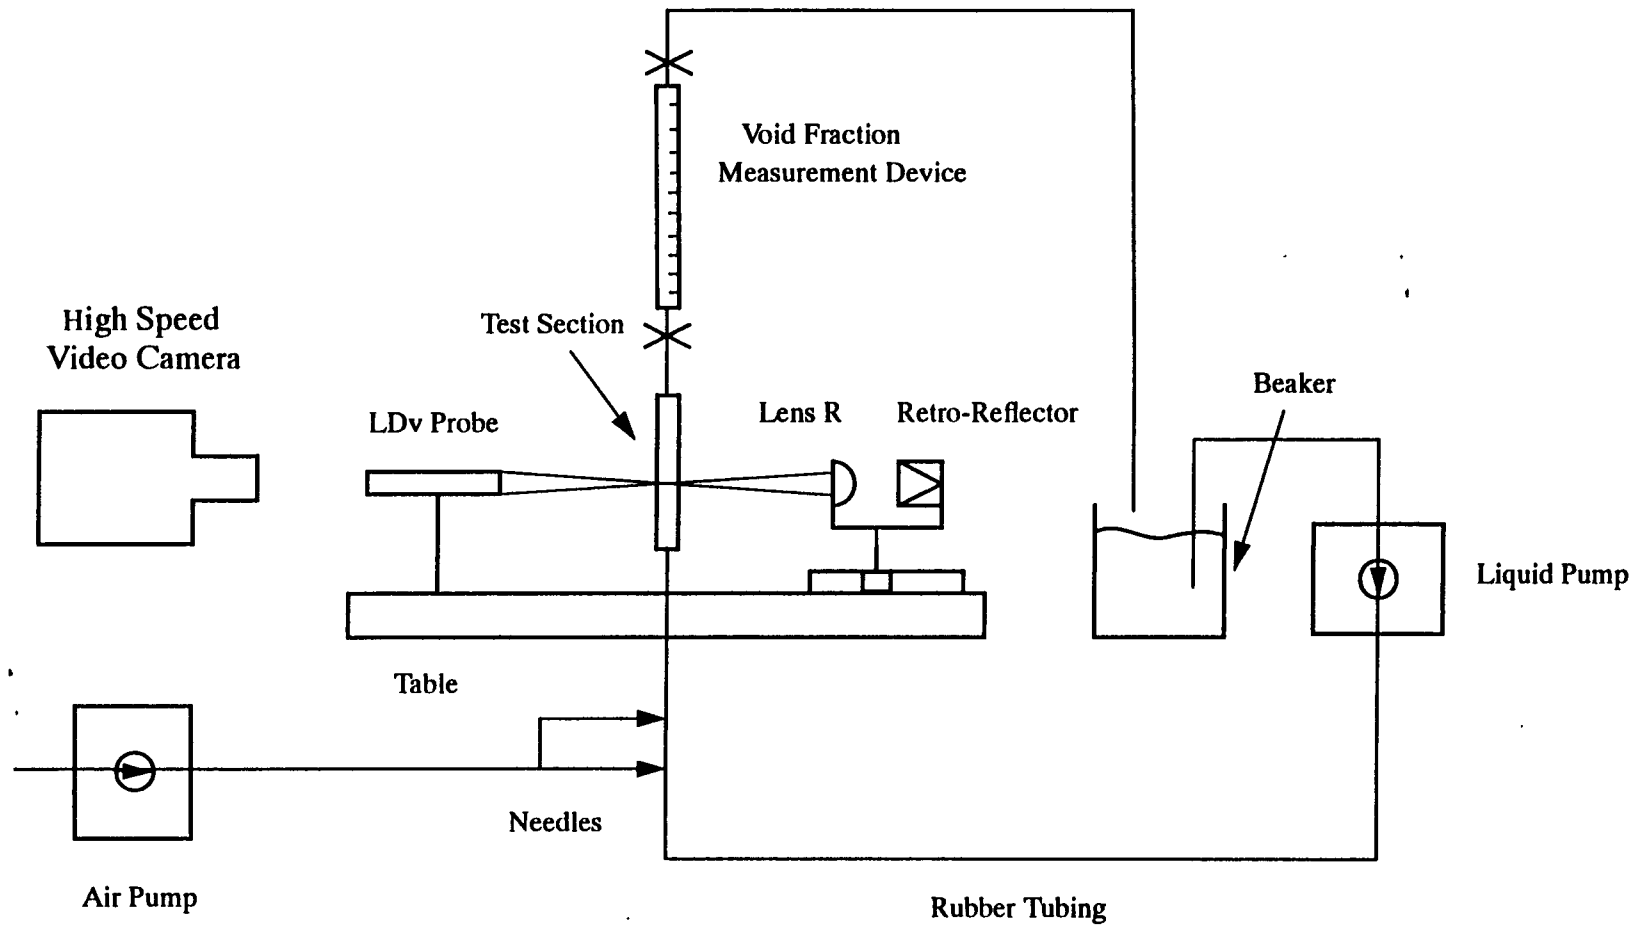 Void Fraction
Measurement Device
High Speed
Video Camera
Test Section
LDv Probe
Lens R
Retro-Reflector
Beaker
Liquid Pump
Table
Needles
Air Pump
Rubber Tubing